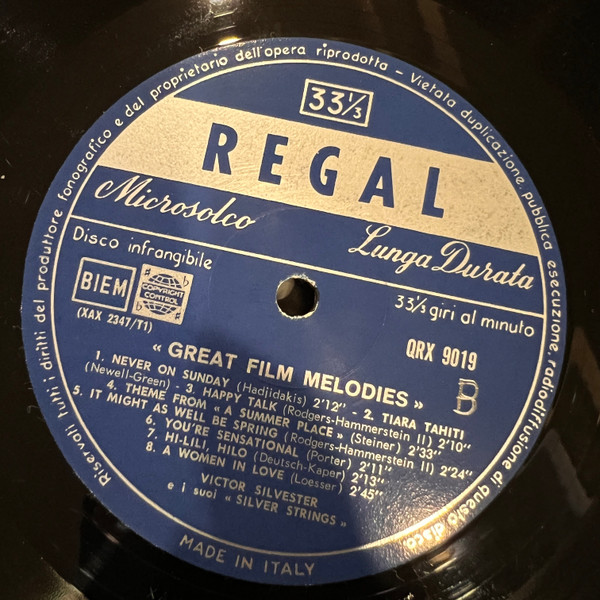 Riservati tutti i diritti del produttore fonografico e del proprietario dell'opera riprodotta – Vietata duplicazione, pubblica esecuzione, radiodiffusione di questo disco
33⅓
REGAL
Microsolco
Lunga Durata
Disco infrangibile
BIEM
COPYRIGHT CONTROL
33⅓ giri al minuto
(XAX 2347/T1)
QRX 9019
« GREAT FILM MELODIES »
B
1. NEVER ON SUNDAY (Hadjidakis) 2'12" - 2. TIARA TAHITI
(Newell-Green) - 3. HAPPY TALK (Rodgers-Hammerstein II) 2'10"
4. THEME FROM « A SUMMER PLACE » (Steiner) 2'33"
5. IT MIGHT AS WELL BE SPRING (Rodgers-Hammerstein II) 2'24"
6. YOU'RE SENSATIONAL (Porter) 2'11"
7. HI-LILI, HILO (Deutsch-Kaper) 2'13"
8. A WOMEN IN LOVE (Loesser) 2'45"
VICTOR SILVESTER
e i suoi « SILVER STRINGS »
MADE IN ITALY